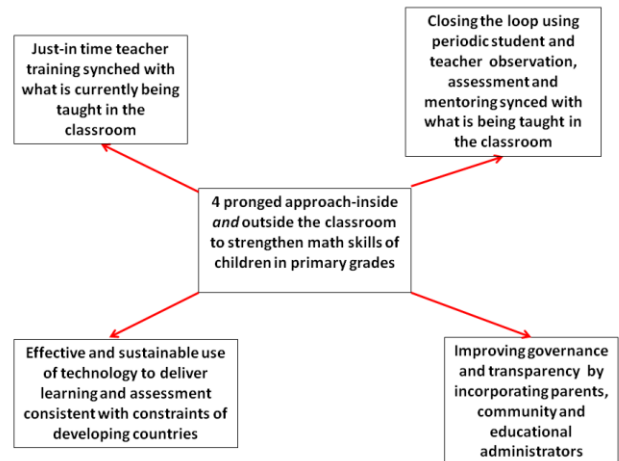 Just-in time teacher
training synched with
what is currently being
taught in the
classroom
Closing the loop using
periodic student and
teacher observation,
assessment and
mentoring synced with
what is being taught in
the classroom
4 pronged approach-inside
and outside the classroom
to strengthen math skills of
children in primary grades
Effective and sustainable use
of technology to deliver
learning and assessment
consistent with constraints of
developing countries
Improving governance
and transparency by
incorporating parents,
community and
educational
administrators